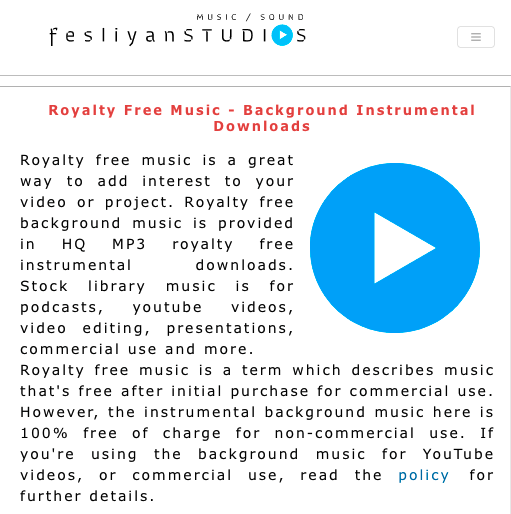 MUSIC / SOUND
fesliyanSTUDIOS
Royalty Free Music - Background Instrumental
Downloads
Royalty free music is a great
way to add interest to your
video or project. Royalty free
background music is provided
in HQ MP3 royalty free
instrumental downloads.
Stock library music is for
podcasts, youtube videos,
video editing, presentations,
commercial use and more.
Royalty free music is a term which describes music
that's free after initial purchase for commercial use.
However, the instrumental background music here is
100% free of charge for non-commercial use. If
you're using the background music for YouTube
videos, or commercial use, read the policy for
further details.